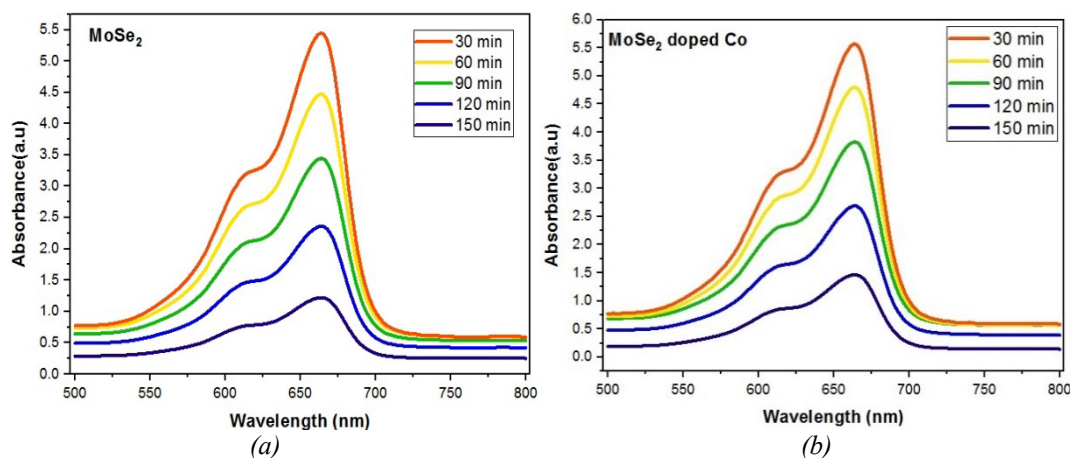 MoSe₂
Absorbance(a.u)
5.5
5.0
4.5
4.0
3.5
3.0
2.5
2.0
1.5
1.0
0.5
0.0
30 min
60 min
90 min
120 min
150 min
500 550 600 650 700 750 800
Wavelength (nm)
(a)
MoSe₂ doped Co
Absorbance(a.u)
6.0
5.5
5.0
4.5
4.0
3.5
3.0
2.5
2.0
1.5
1.0
0.5
0.0
30 min
60 min
90 min
120 min
150 min
500 550 600 650 700 750 800
Wavelength (nm)
(b)